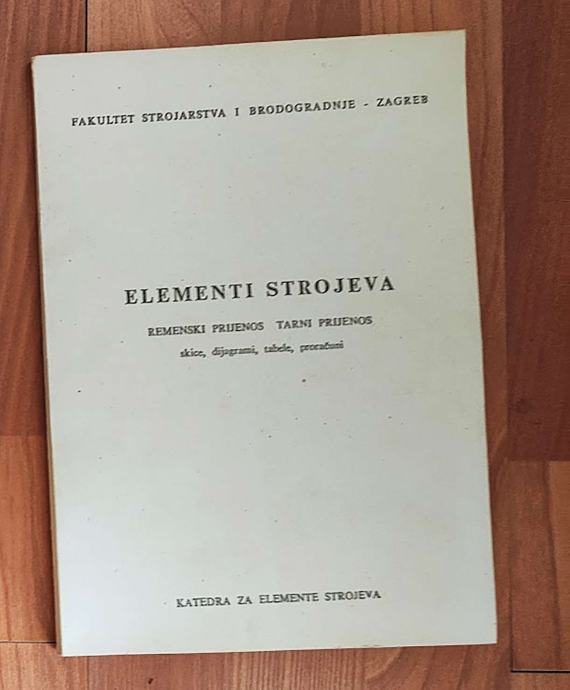 FAKULTET STROJARSTVA I BRODOGRADNJE - ZAGREB
ELEMENTI STROJEVA
REMENSKI PRIJENOS TARNI PRIJENOS
skice, dijagrami, tabele, proračuni
KATEDRA ZA ELEMENTE STROJEVA